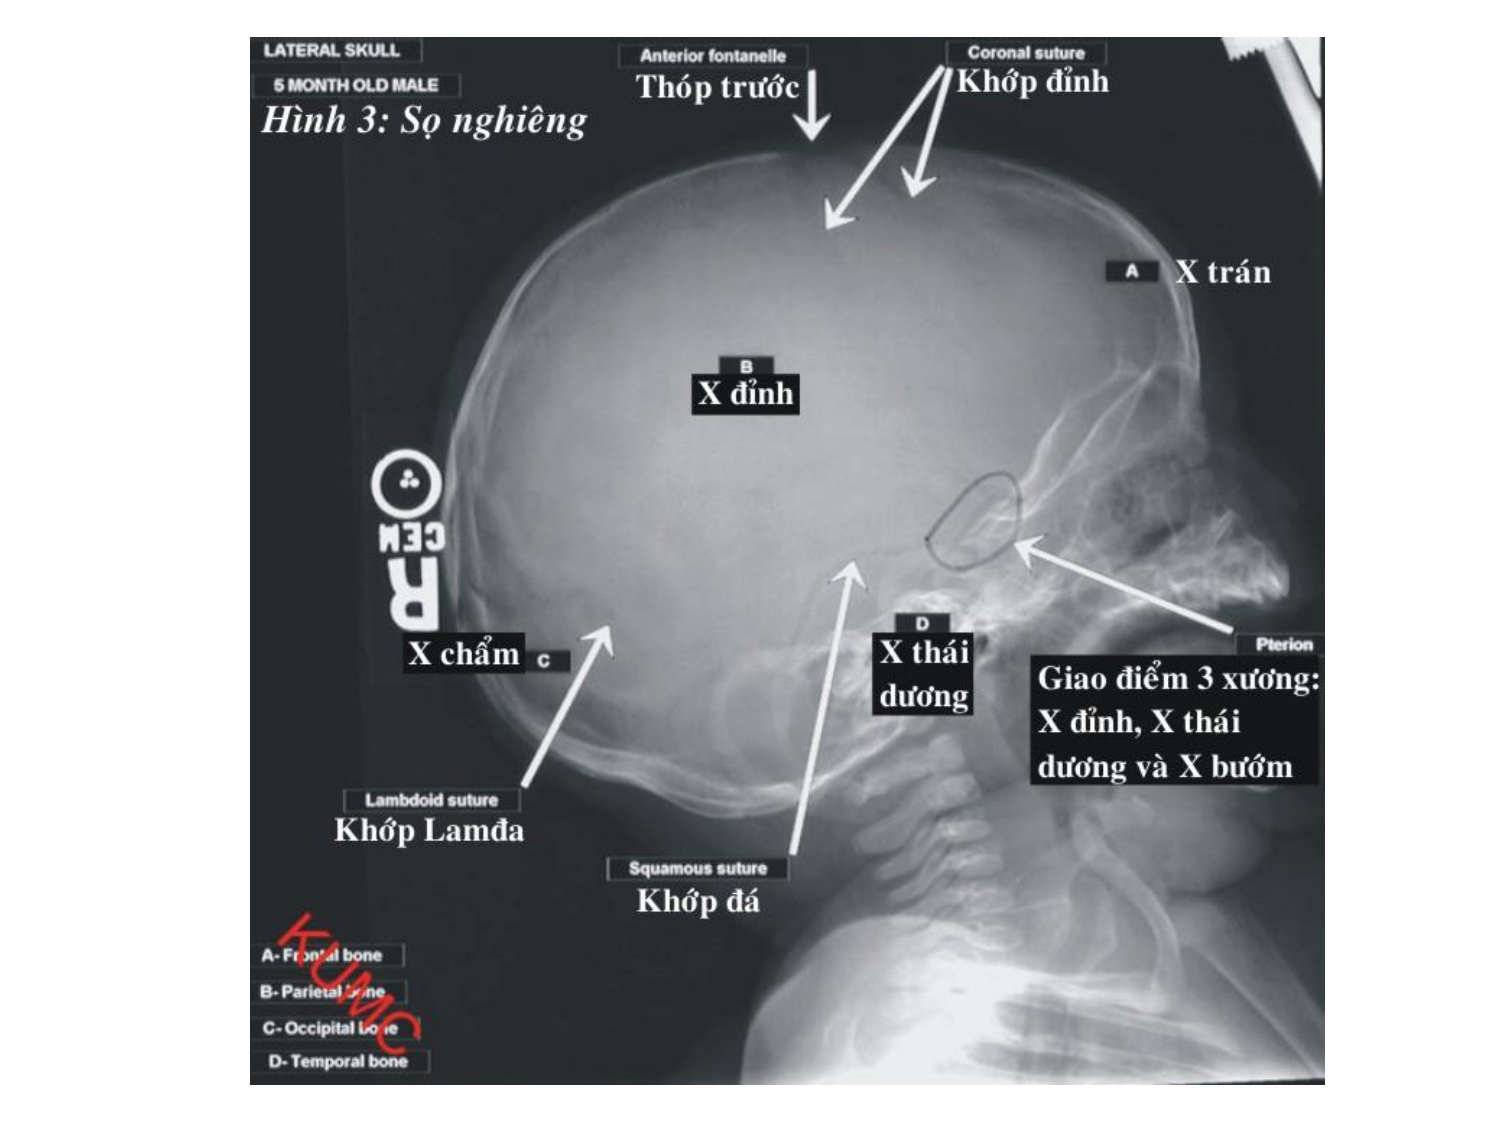 LATERAL SKULL
5 MONTH OLD MALE
Hình 3: Sọ nghiêng
Anterior fontanelle
Thóp trước
Coronal suture
Khớp đỉnh
A
X trán
B
X đỉnh
CEM
R
X chẩm
C
D
X thái
dương
Pterion
Giao điểm 3 xương:
X đỉnh, X thái
dương và X bướm
Lambdoid suture
Khớp Lamđa
Squamous suture
Khớp đá
A- Frontal bone
B- Parietal bone
C- Occipital bone
D- Temporal bone
KUMC